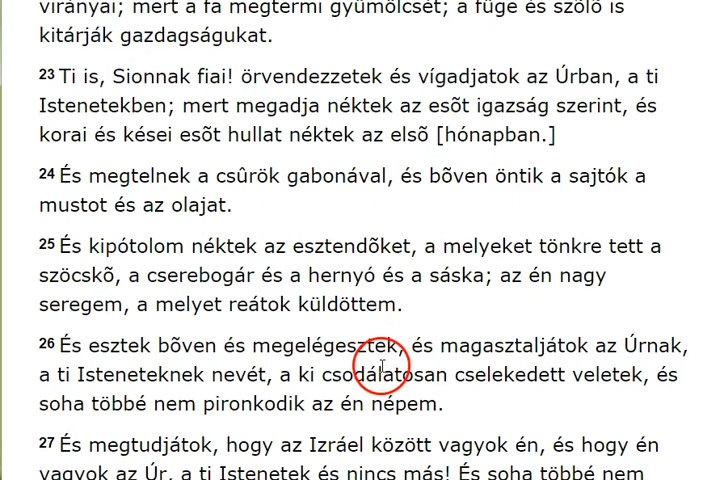 virányai; mert a fa megtermi gyümölcsét; a füge és szõlõ is
kitárják gazdagságukat.
23 Ti is, Sionnak fiai! örvendezzetek és vígadjatok az Úrban, a ti
Istenetekben; mert megadja néktek az esõt igazság szerint, és
korai és kései esõt hullat néktek az elsõ [hónapban.]
24 És megtelnek a csûrök gabonával, és bõven öntik a sajtók a
mustot és az olajat.
25 És kipótolom néktek az esztendõket, a melyeket tönkre tett a
szöcskõ, a cserebogár és a hernyó és a sáska; az én nagy
seregem, a melyet reátok küldöttem.
26 És esztek bõven és megelégesztek, és magasztaljátok az Úrnak,
a ti Isteneteknek nevét, a ki csodálatosan cselekedett veletek, és
soha többé nem pironkodik az én népem.
27 És megtudjátok, hogy az Izráel között vagyok én, és hogy én
vagyok az Úr, a ti Istenetek és nincs más! És soha többé nem